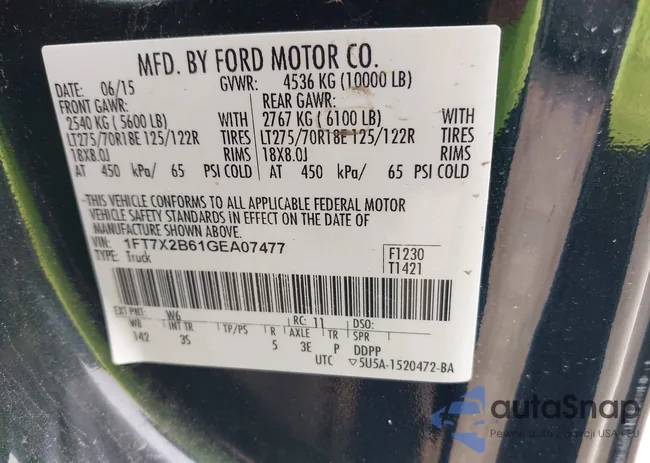 MFD. BY FORD MOTOR CO.
DATE: 06/15 GVWR: 4536 KG (10000 LB)
FRONT GAWR: REAR GAWR:
2540 KG ( 5600 LB) WITH 2767 KG ( 6100 LB) WITH
LT275/70R18E 125/122R TIRES LT275/70R18E 125/122R TIRES
18X8.0J RIMS 18X8.0J RIMS
AT 450 kPa/ 65 PSI COLD AT 450 kPa/ 65 PSI COLD
THIS VEHICLE CONFORMS TO ALL APPLICABLE FEDERAL MOTOR
VEHICLE SAFETY STANDARDS IN EFFECT ON THE DATE OF
MANUFACTURE SHOWN ABOVE.
VIN: 1FT7X2B61GEA07477
TYPE: Truck
F1230
T1421
EXT PNT: W6 RC: 11 DSO:
WB INT TR TP/PS R AXLE TR SPR
142 3S 5 3E P DDPP
UTC ▽5U5A-1520472-BA
autoSnap
Pewne auto z aukcji USA i EU